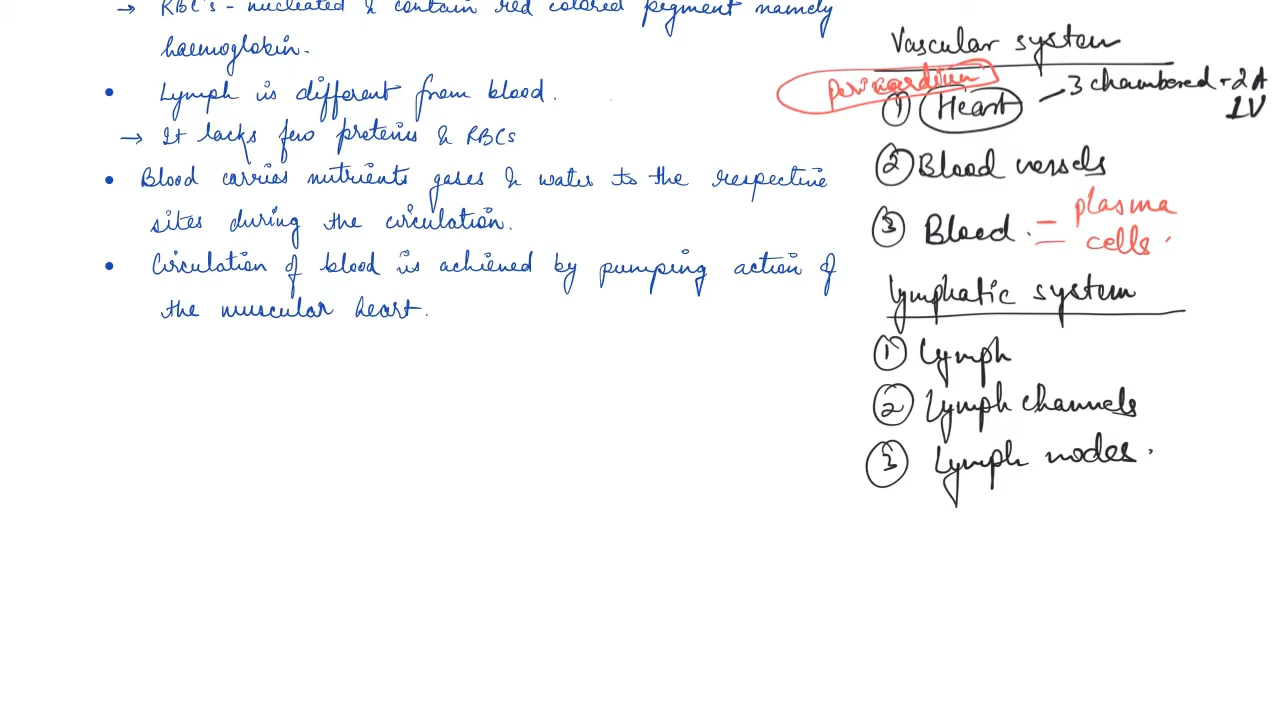 → RBC's - nucleated & contain red colored pigment namely
haemoglobin.
• Lymph is different from blood.
→ It lacks few proteins & RBCs
• Blood carries nutrients gases & water to the respective
sites during the circulation.
• Circulation of blood is achieved by pumping action of
the muscular heart.
Vascular system
pericardium
① Heart - 3 chambered - 2A
1V
② Blood vessels
③ Blood. - plasma
- cells.
Lymphatic system
① Lymph
② Lymph channels
③ Lymph nodes.